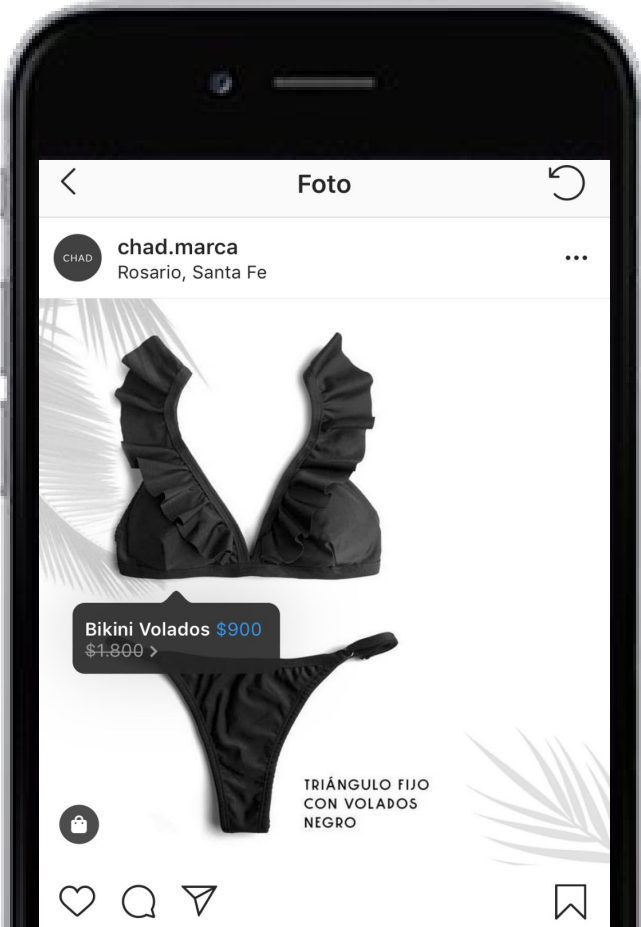 Foto
CHAD
chad.marca
Rosario, Santa Fe
Bikini Volados $900
$1.800 >
TRIÁNGULO FIJO
CON VOLADOS
NEGRO